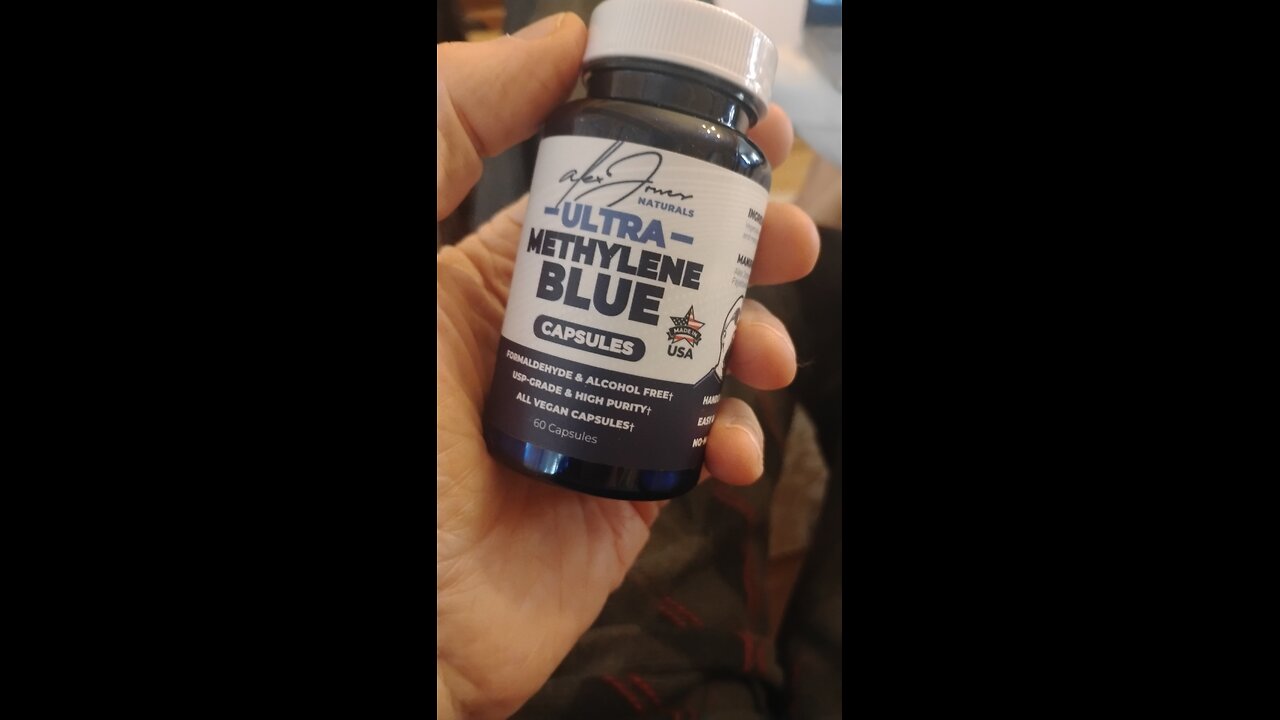 Alex Jones
NATURALS
ULTRA
METHYLENE
BLUE
CAPSULES
MADE IN
USA
FORMALDEHYDE & ALCOHOL FREE†
USP-GRADE & HIGH PURITY†
ALL VEGAN CAPSULES†
60 Capsules